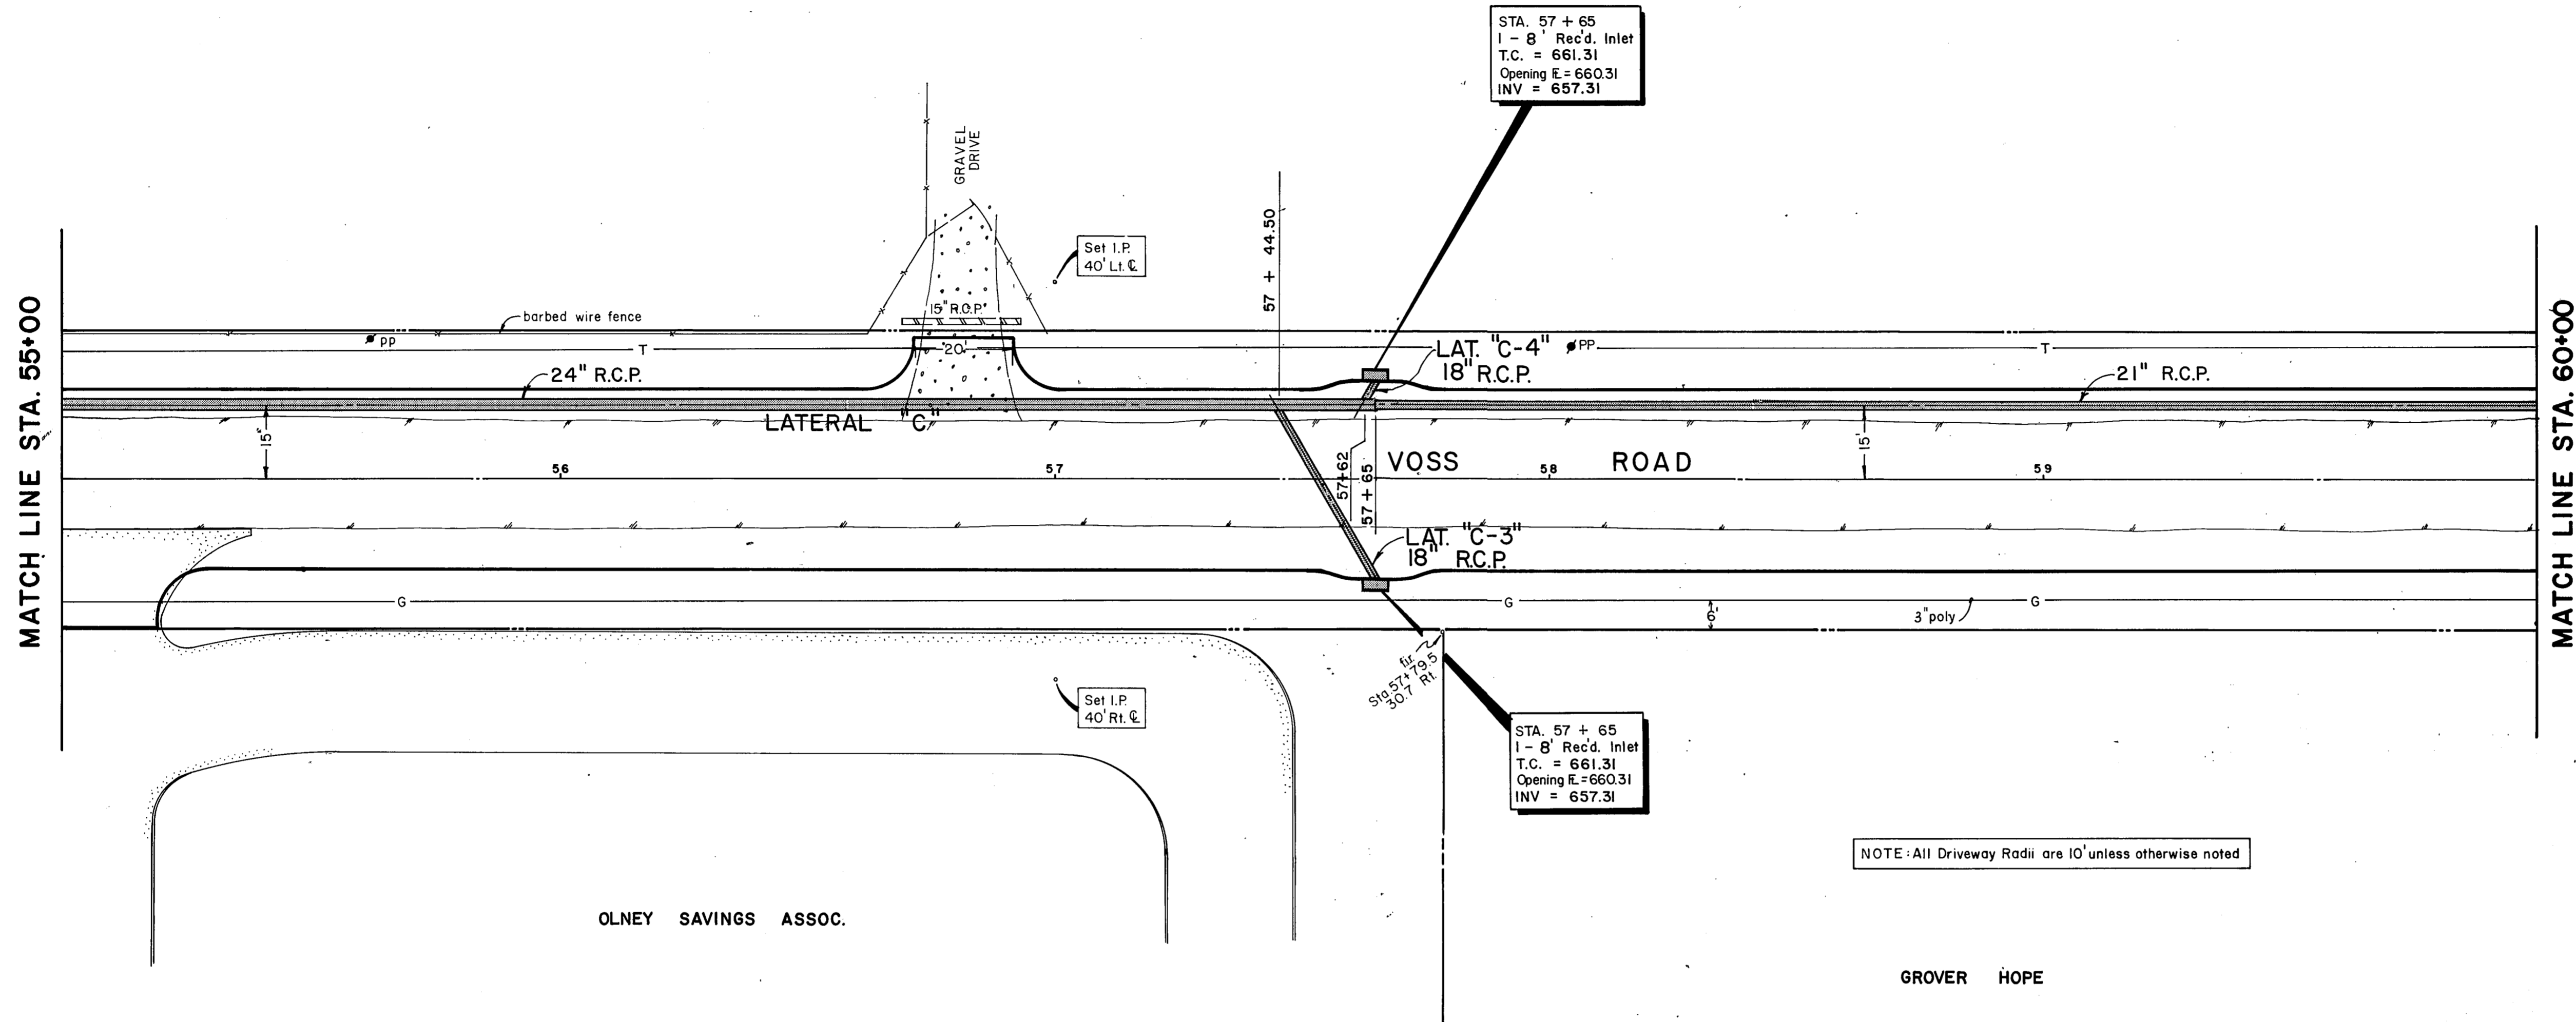 STA. 57 + 65
1 - 8' Rec'd. Inlet
T.C. = 661.31
Opening FL = 660.31
INV = 657.31
GRAVEL
DRIVE
57 + 44.50
Set I.P.
40' Lt. ℄
MATCH LINE STA. 55+00
MATCH LINE STA. 60+00
barbed wire fence
15" R.C.P.
PP
T
20'
LAT. "C-4"
18" R.C.P.
PP
T
24" R.C.P.
21" R.C.P.
LATERAL "C"
15'
15'
56
57
57+62
57 + 65
VOSS ROAD
58
59
LAT. "C-3"
18" R.C.P.
G
G
G
6'
3" poly
fir
Sta 57+79.5
30.7 Rt.
Set I.P.
40' Rt. ℄
STA. 57 + 65
1 - 8' Rec'd. Inlet
T.C. = 661.31
Opening FL = 660.31
INV = 657.31
NOTE: All Driveway Radii are 10' unless otherwise noted
OLNEY SAVINGS ASSOC.
GROVER HOPE